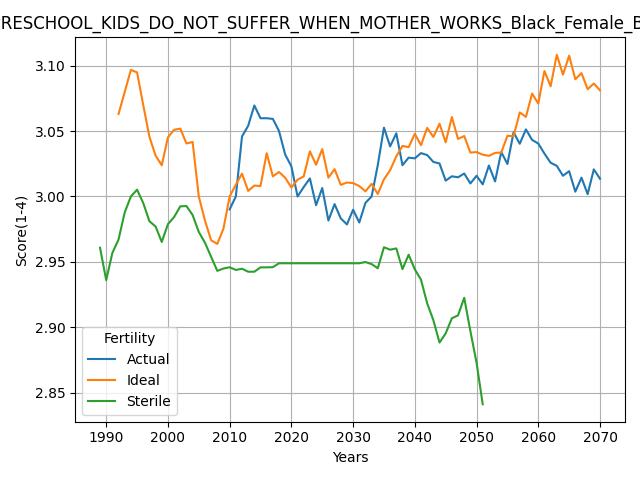 RESCHOOL_KIDS_DO_NOT_SUFFER_WHEN_MOTHER_WORKS_Black_Female_E
3.10
3.05
3.00
2.95
2.90
2.85
Score(1-4)
Fertility
Actual
Ideal
Sterile
1990 2000 2010 2020 2030 2040 2050 2060 2070
Years